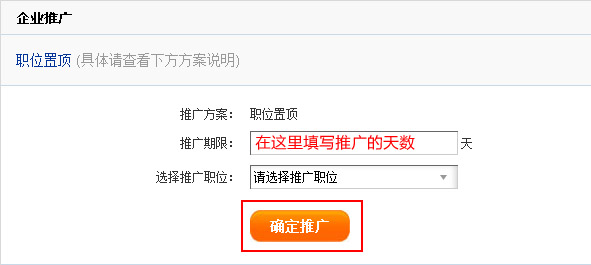 企业推广
职位置顶 (具体请查看下方方案说明)
推广方案： 职位置顶
推广期限： 在这里填写推广的天数 天
选择推广职位： 请选择推广职位
确定推广